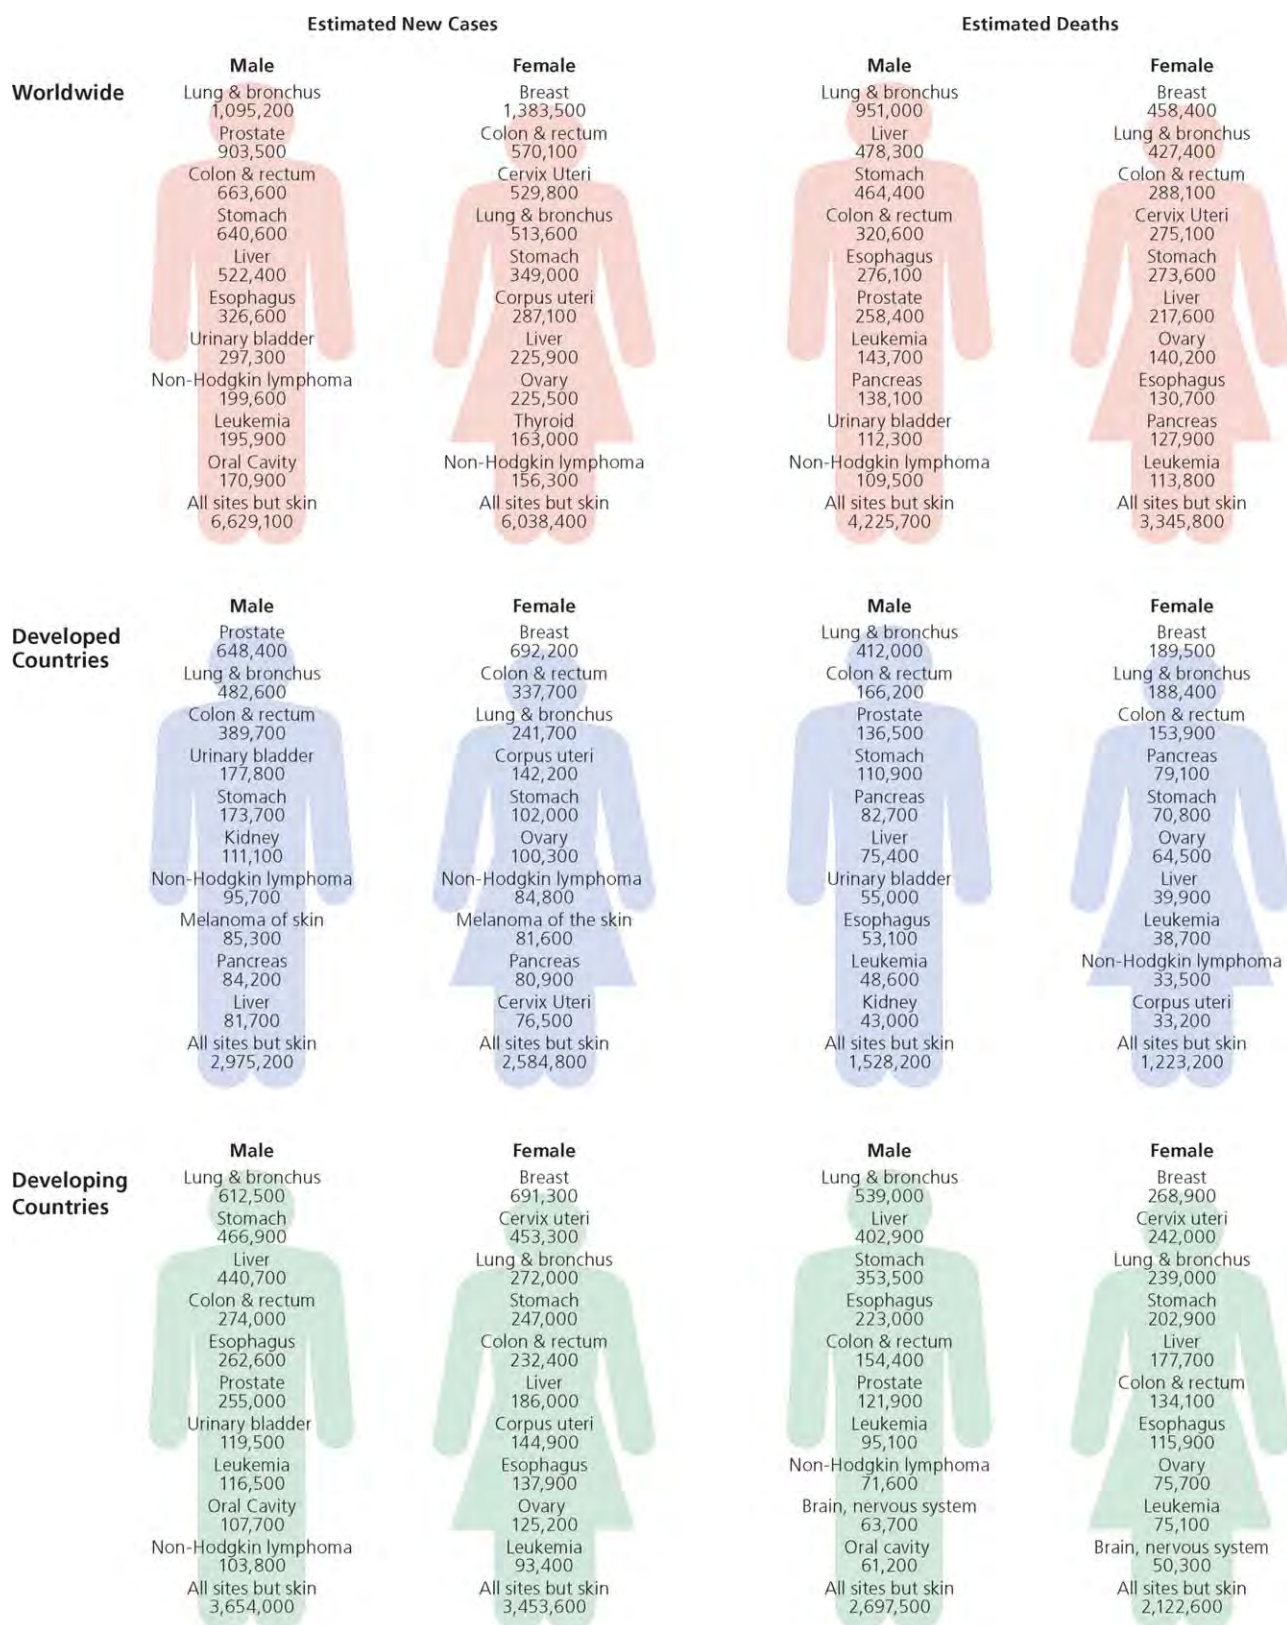 Estimated New Cases
Estimated Deaths
Worldwide
Male
Lung & bronchus
1,095,200
Prostate
903,500
Colon & rectum
663,600
Stomach
640,600
Liver
522,400
Esophagus
326,600
Urinary bladder
297,300
Non-Hodgkin lymphoma
199,600
Leukemia
195,900
Oral Cavity
170,900
All sites but skin
6,629,100
Female
Breast
1,383,500
Colon & rectum
570,100
Cervix Uteri
529,800
Lung & bronchus
513,600
Stomach
349,000
Corpus uteri
287,100
Liver
225,900
Ovary
225,500
Thyroid
163,000
Non-Hodgkin lymphoma
156,300
All sites but skin
6,038,400
Male
Lung & bronchus
951,000
Liver
478,300
Stomach
464,400
Colon & rectum
320,600
Esophagus
276,100
Prostate
258,400
Leukemia
143,700
Pancreas
138,100
Urinary bladder
112,300
Non-Hodgkin lymphoma
109,500
All sites but skin
4,225,700
Female
Breast
458,400
Lung & bronchus
427,400
Colon & rectum
288,100
Cervix Uteri
275,100
Stomach
273,600
Liver
217,600
Ovary
140,200
Esophagus
130,700
Pancreas
127,900
Leukemia
113,800
All sites but skin
3,345,800
Developed
Countries
Male
Prostate
648,400
Lung & bronchus
482,600
Colon & rectum
389,700
Urinary bladder
177,800
Stomach
173,700
Kidney
111,100
Non-Hodgkin lymphoma
95,700
Melanoma of skin
85,300
Pancreas
84,200
Liver
81,700
All sites but skin
2,975,200
Female
Breast
692,200
Colon & rectum
337,700
Lung & bronchus
241,700
Corpus uteri
142,200
Stomach
102,000
Ovary
100,300
Non-Hodgkin lymphoma
84,800
Melanoma of the skin
81,600
Pancreas
80,900
Cervix Uteri
76,500
All sites but skin
2,584,800
Male
Lung & bronchus
412,000
Colon & rectum
166,200
Prostate
136,500
Stomach
110,900
Pancreas
82,700
Liver
75,400
Urinary bladder
55,000
Esophagus
53,100
Leukemia
48,600
Kidney
43,000
All sites but skin
1,528,200
Female
Breast
189,500
Lung & bronchus
188,400
Colon & rectum
153,900
Pancreas
79,100
Stomach
70,800
Ovary
64,500
Liver
39,900
Leukemia
38,700
Non-Hodgkin lymphoma
33,500
Corpus uteri
33,200
All sites but skin
1,223,200
Developing
Countries
Male
Lung & bronchus
612,500
Stomach
466,900
Liver
440,700
Colon & rectum
274,000
Esophagus
262,600
Prostate
255,000
Urinary bladder
119,500
Leukemia
116,500
Oral Cavity
107,700
Non-Hodgkin lymphoma
103,800
All sites but skin
3,654,000
Female
Breast
691,300
Cervix uteri
453,300
Lung & bronchus
272,000
Stomach
247,000
Colon & rectum
232,400
Liver
186,000
Corpus uteri
144,900
Esophagus
137,900
Ovary
125,200
Leukemia
93,400
All sites but skin
3,453,600
Male
Lung & bronchus
539,000
Liver
402,900
Stomach
353,500
Esophagus
223,000
Colon & rectum
154,400
Prostate
121,900
Leukemia
95,100
Non-Hodgkin lymphoma
71,600
Brain, nervous system
63,700
Oral cavity
61,200
All sites but skin
2,697,500
Female
Breast
268,900
Cervix uteri
242,000
Lung & bronchus
239,000
Stomach
202,900
Liver
177,700
Colon & rectum
134,100
Esophagus
115,900
Ovary
75,700
Leukemia
75,100
Brain, nervous system
50,300
All sites but skin
2,122,600